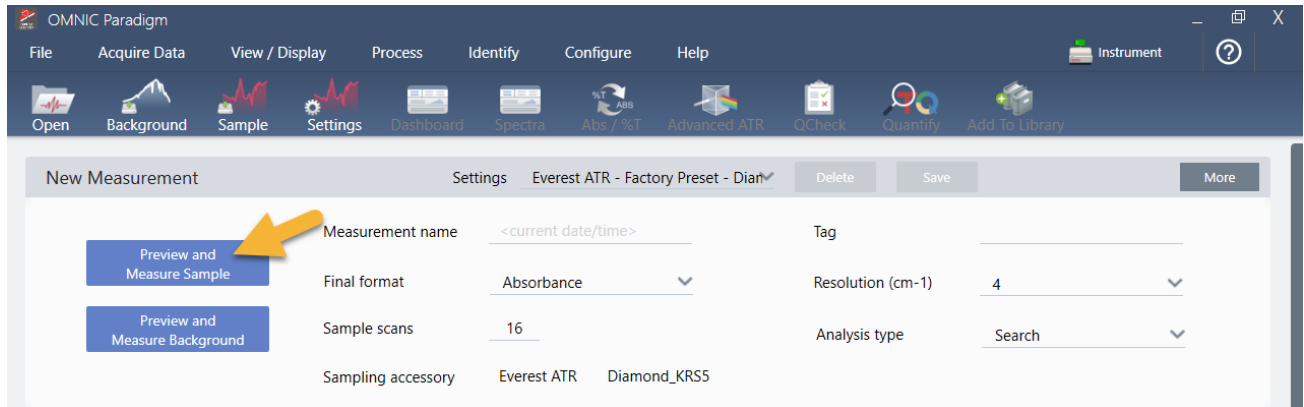 OMNIC Paradigm
_ X
File Acquire Data View / Display Process Identify Configure Help Instrument ?
Open Background Sample Settings Dashboard Spectra %T ABS Abs / %T Advanced ATR QCheck Quantify Add To Library
New Measurement Settings Everest ATR - Factory Preset - Diam Delete Save More
Preview and
Measure Sample
Measurement name <current date/time> Tag
Final format Absorbance Resolution (cm-1) 4
Preview and
Measure Background
Sample scans 16 Analysis type Search
Sampling accessory Everest ATR Diamond_KRS5